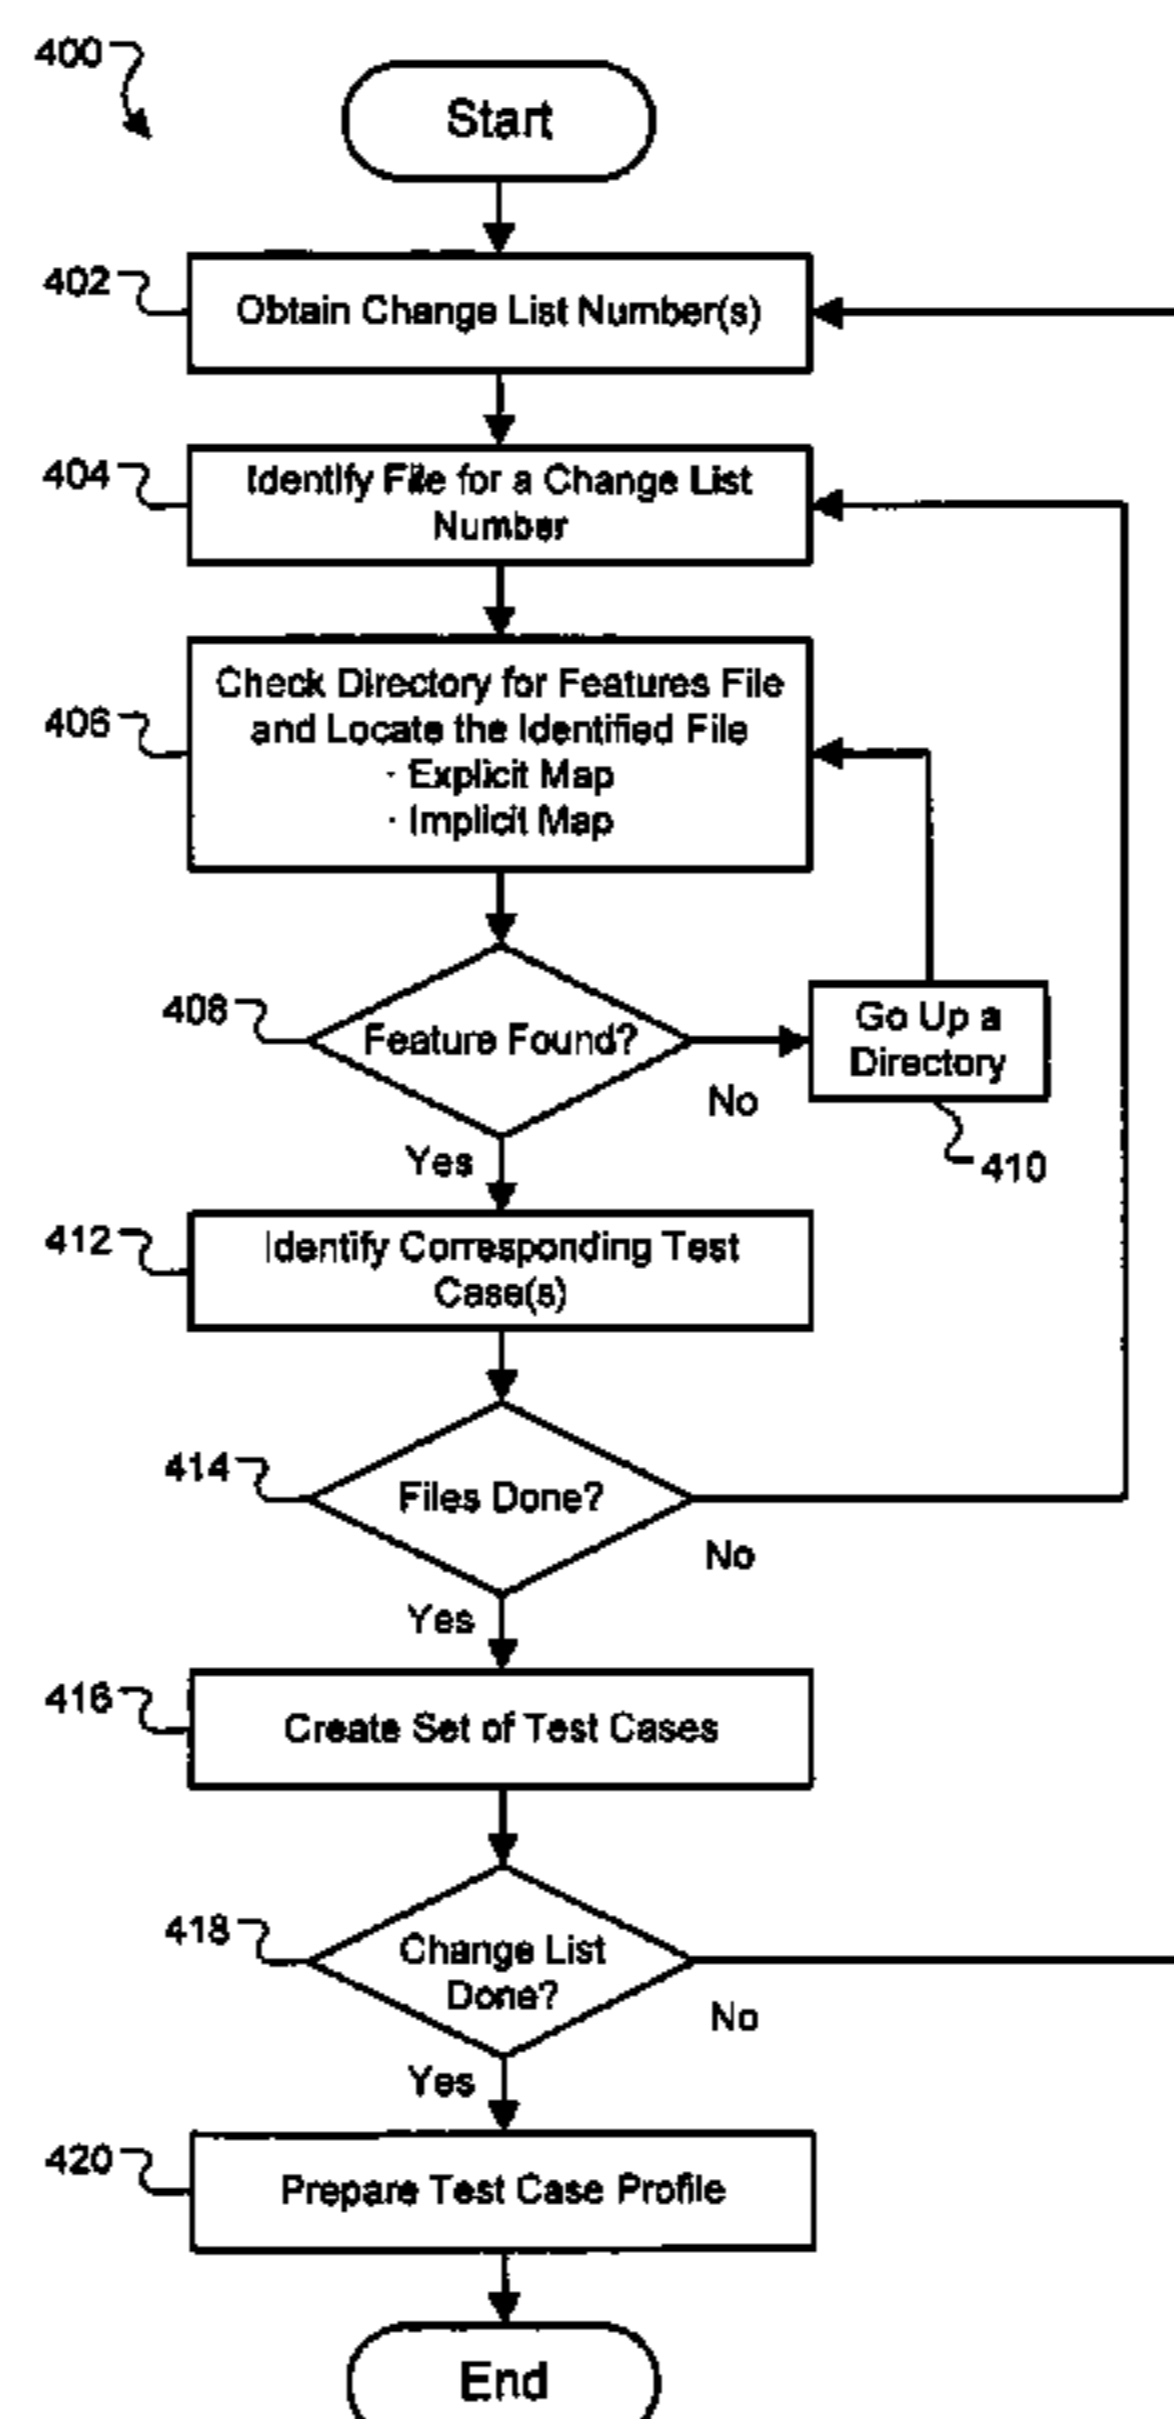 400
Start
402
Obtain Change List Number(s)
404
Identify File for a Change List
Number
406
Check Directory for Features File
and Locate the Identified File
· Explicit Map
· Implicit Map
408
Feature Found?
No
Go Up a
Directory
410
Yes
412
Identify Corresponding Test
Case(s)
414
Files Done?
No
Yes
416
Create Set of Test Cases
418
Change List
Done?
No
Yes
420
Prepare Test Case Profile
End